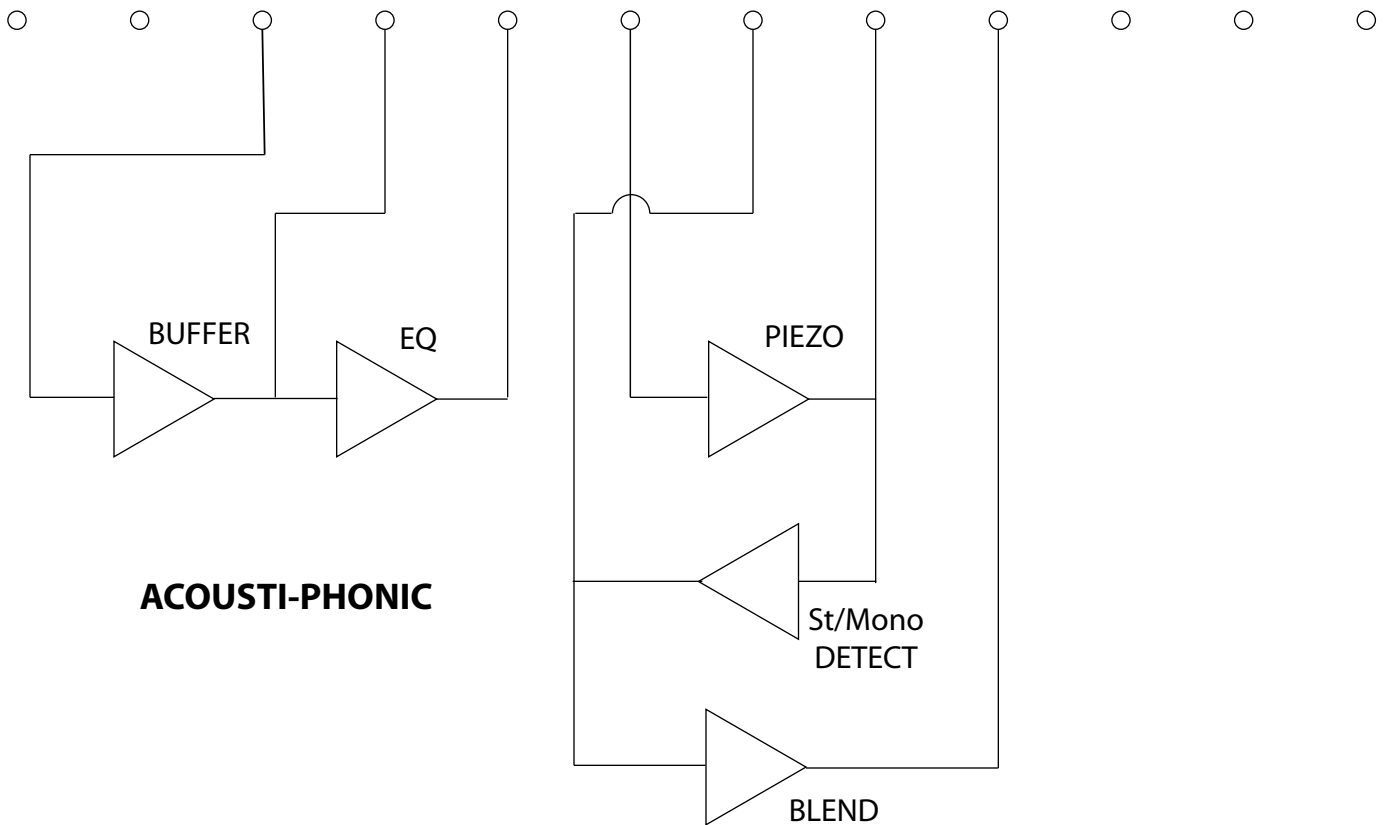 BUFFER
EQ
PIEZO
ACOUSTI-PHONIC
St/Mono
DETECT
BLEND